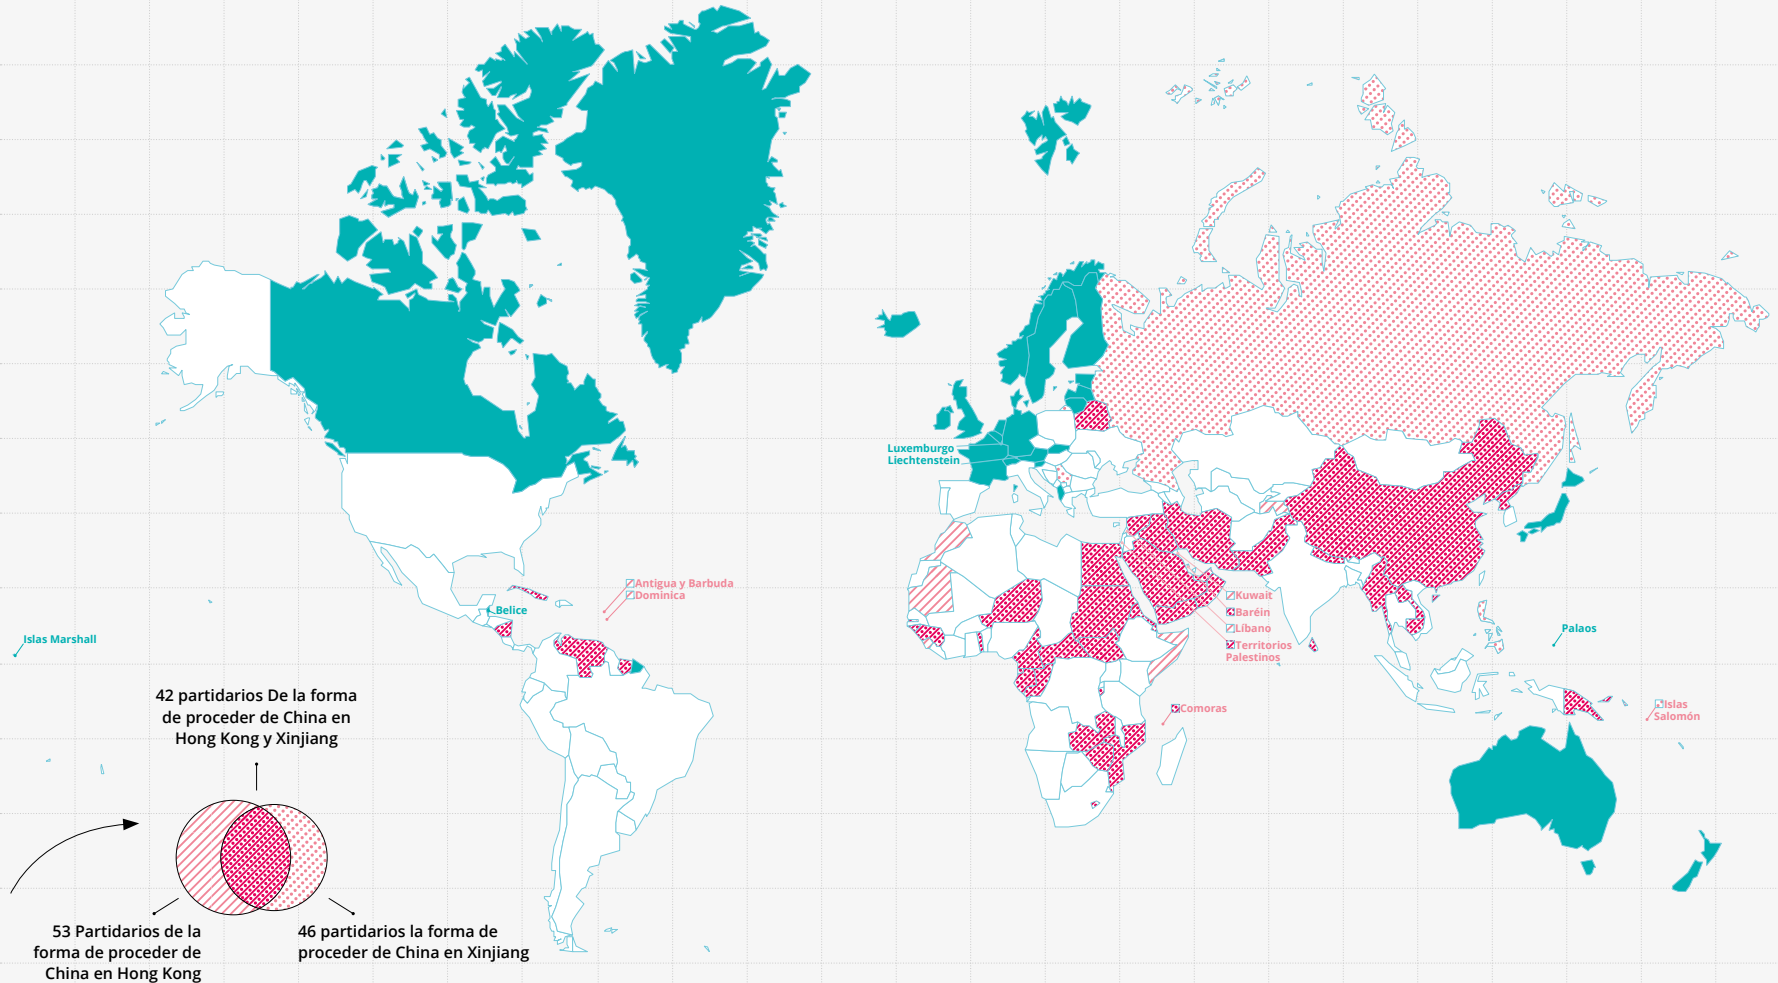 Luxemburgo
Liechtenstein
Antigua y Barbuda
Dominica
Belice
Islas Marshall
Kuwait
Baréin
Líbano
Territorios
Palestinos
Palaos
Comoras
Islas
Salomón
42 partidarios De la forma
de proceder de China en
Hong Kong y Xinjiang
53 Partidarios de la
forma de proceder de
China en Hong Kong
46 partidarios la forma de
proceder de China en Xinjiang